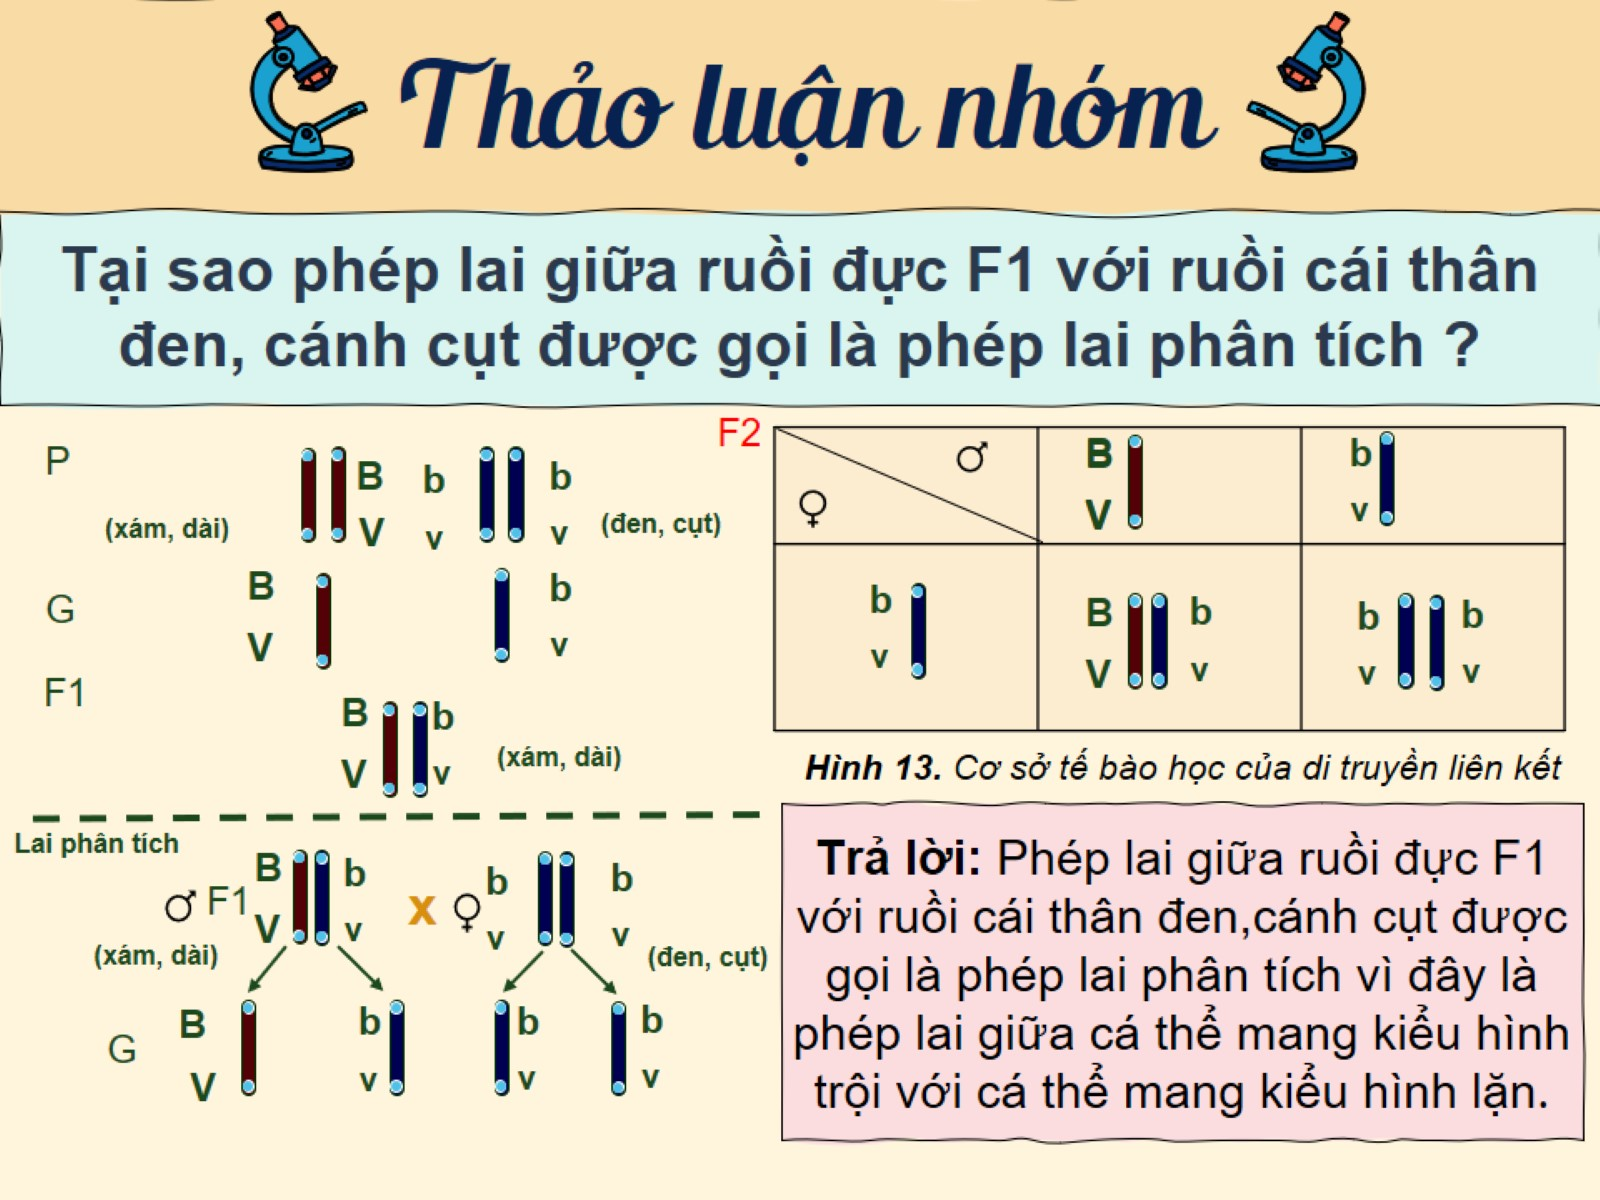 Thảo luận nhóm
Tại sao phép lai giữa ruồi đực F1 với ruồi cái thân
đen, cánh cụt được gọi là phép lai phân tích ?
P
B b b
(xám, dài) V v v (đen, cụt)
B b
G
V v
F1
B b
V v (xám, dài)
F2
♂ B b
♀ V v
b B b b b
v V v v v
Hình 13. Cơ sở tế bào học của di truyền liên kết
Lai phân tích
B b b b
♂ F1 x ♀
V v v v
(xám, dài) (đen, cụt)
B b b b
G
V v v v
Trả lời: Phép lai giữa ruồi đực F1
với ruồi cái thân đen,cánh cụt được
gọi là phép lai phân tích vì đây là
phép lai giữa cá thể mang kiểu hình
trội với cá thể mang kiểu hình lặn.